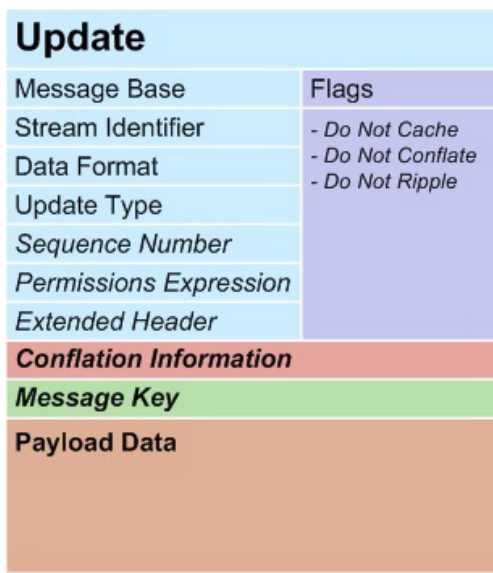 Update
Message Base
Flags
Stream Identifier
- Do Not Cache
Data Format
- Do Not Conflate
- Do Not Ripple
Update Type
Sequence Number
Permissions Expression
Extended Header
Conflation Information
Message Key
Payload Data